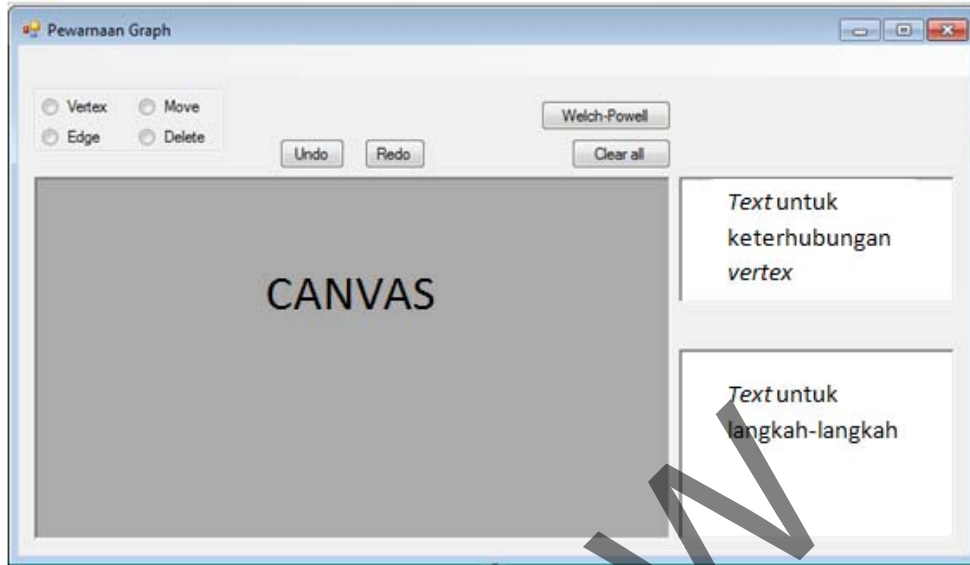 Pewarnaan Graph
Vertex Move
Edge Delete
Undo Redo
Welch-Powell
Clear all
CANVAS
Text untuk
keterhubungan
vertex
Text untuk
langkah-langkah
W